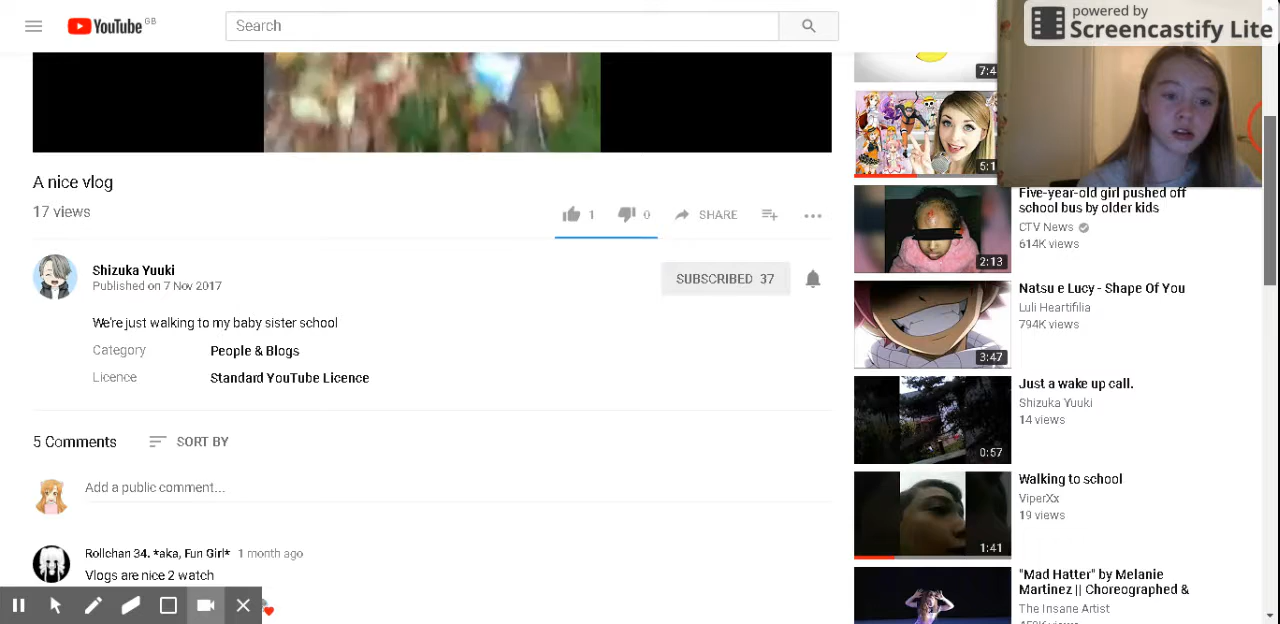 YouTube GB
Search
powered by
Screencastify Lite
7:4
5:1
A nice vlog
17 views
1
0
SHARE
Shizuka Yuuki
Published on 7 Nov 2017
SUBSCRIBED 37
We're just walking to my baby sister school
Category
People & Blogs
Licence
Standard YouTube Licence
5 Comments
SORT BY
Add a public comment...
Rollchan 34. *aka, Fun Girl* 1 month ago
Vlogs are nice 2 watch
Five-year-old girl pushed off
school bus by older kids
CTV News
614K views
2:13
Natsu e Lucy - Shape Of You
Luli Heartifilia
794K views
3:47
Just a wake up call.
Shizuka Yuuki
14 views
0:57
Walking to school
ViperXx
19 views
1:41
"Mad Hatter" by Melanie
Martinez || Choreographed &
The Insane Artist